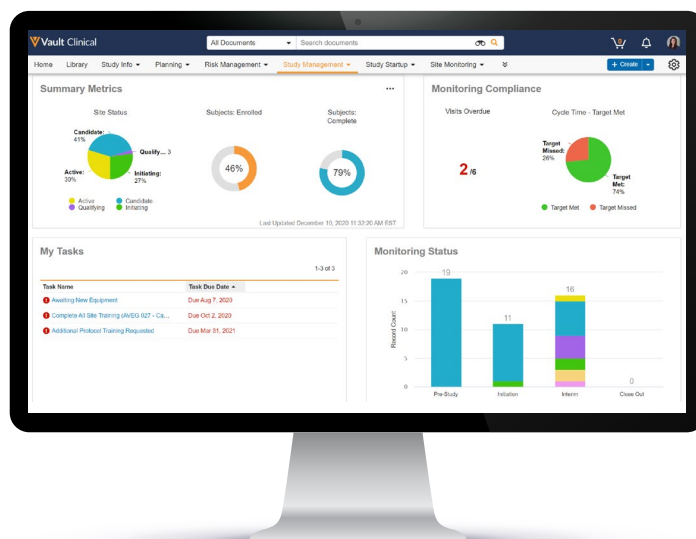 Vault Clinical
All Documents
Search documents
Home
Library
Study Info
Planning
Risk Management
Study Management
Study Startup
Site Monitoring
+ Create
Summary Metrics
...
Site Status
Subjects: Enrolled
Subjects:
Complete
Candidate:
41%
Qualify... 3
Active:
30%
Initiating:
27%
46%
79%
Active
Candidate
Qualifying
Initiating
Last Updated December 10, 2020 11:32:20 AM EST
Monitoring Compliance
Visits Overdue
Cycle Time - Target Met
2 /6
Target
Missed:
26%
Target
Met:
74%
Target Met
Target Missed
My Tasks
1-3 of 3
Task Name
Task Due Date
Awaiting New Equipment
Due Aug 7, 2020
Complete All Site Training (AVEG 027 - Ca...
Due Oct 2, 2020
Additional Protocol Training Requested
Due Mar 31, 2021
Monitoring Status
Record Count
20
15
10
5
0
19
11
16
0
Pre-Study
Initiation
Interim
Close Out